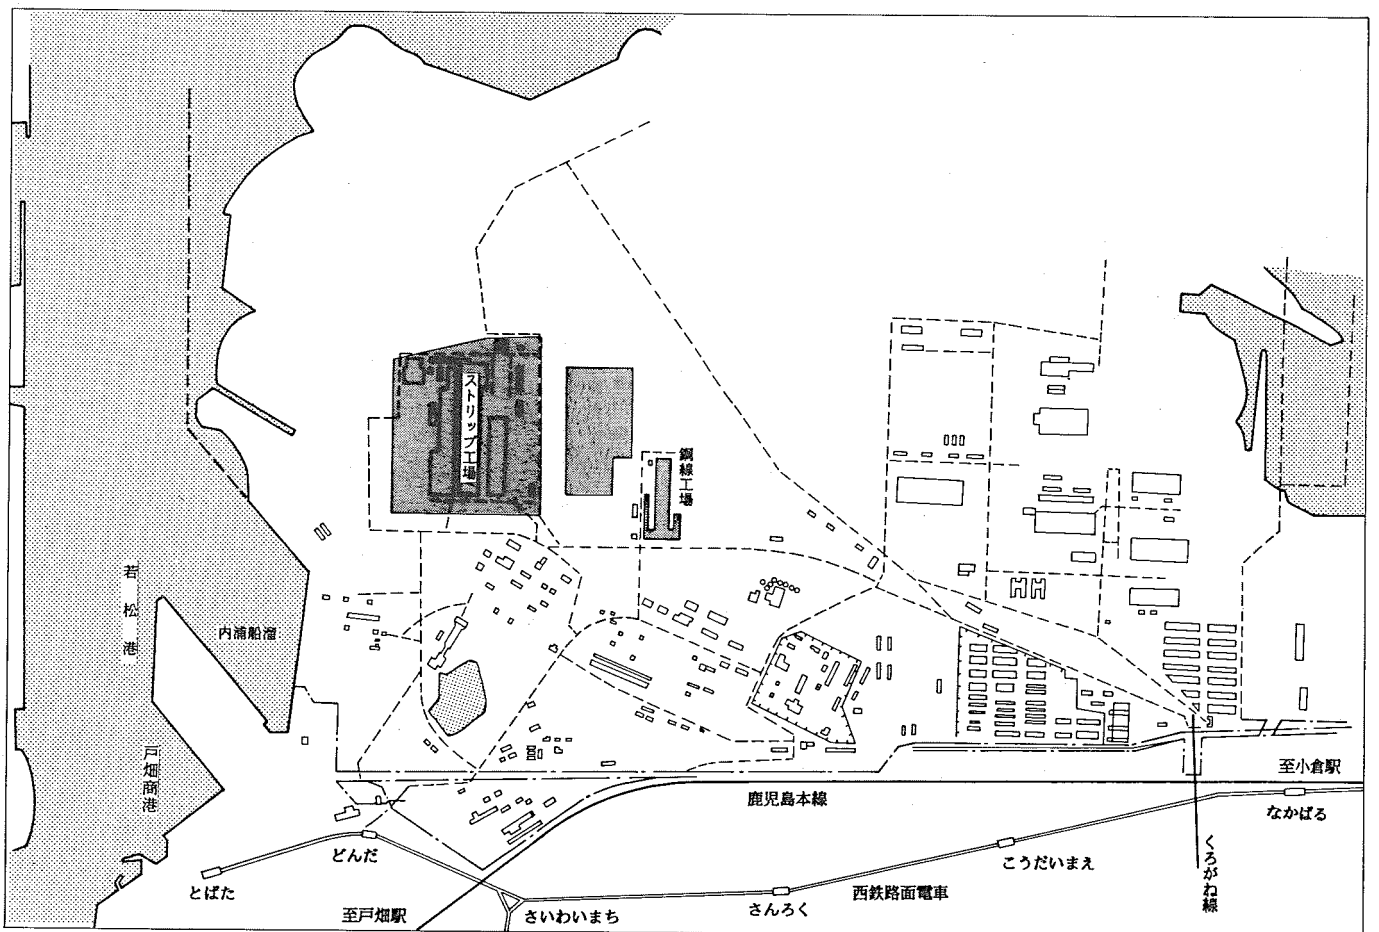 ストリップ工場
鋼線工場
若松港
内浦船溜
戸畑商港
至小倉駅
鹿児島本線
なかばる
どんだ
こうだいまえ
くろがね線
とばた
西鉄路面電車
さんろく
至戸畑駅
さいわいまち